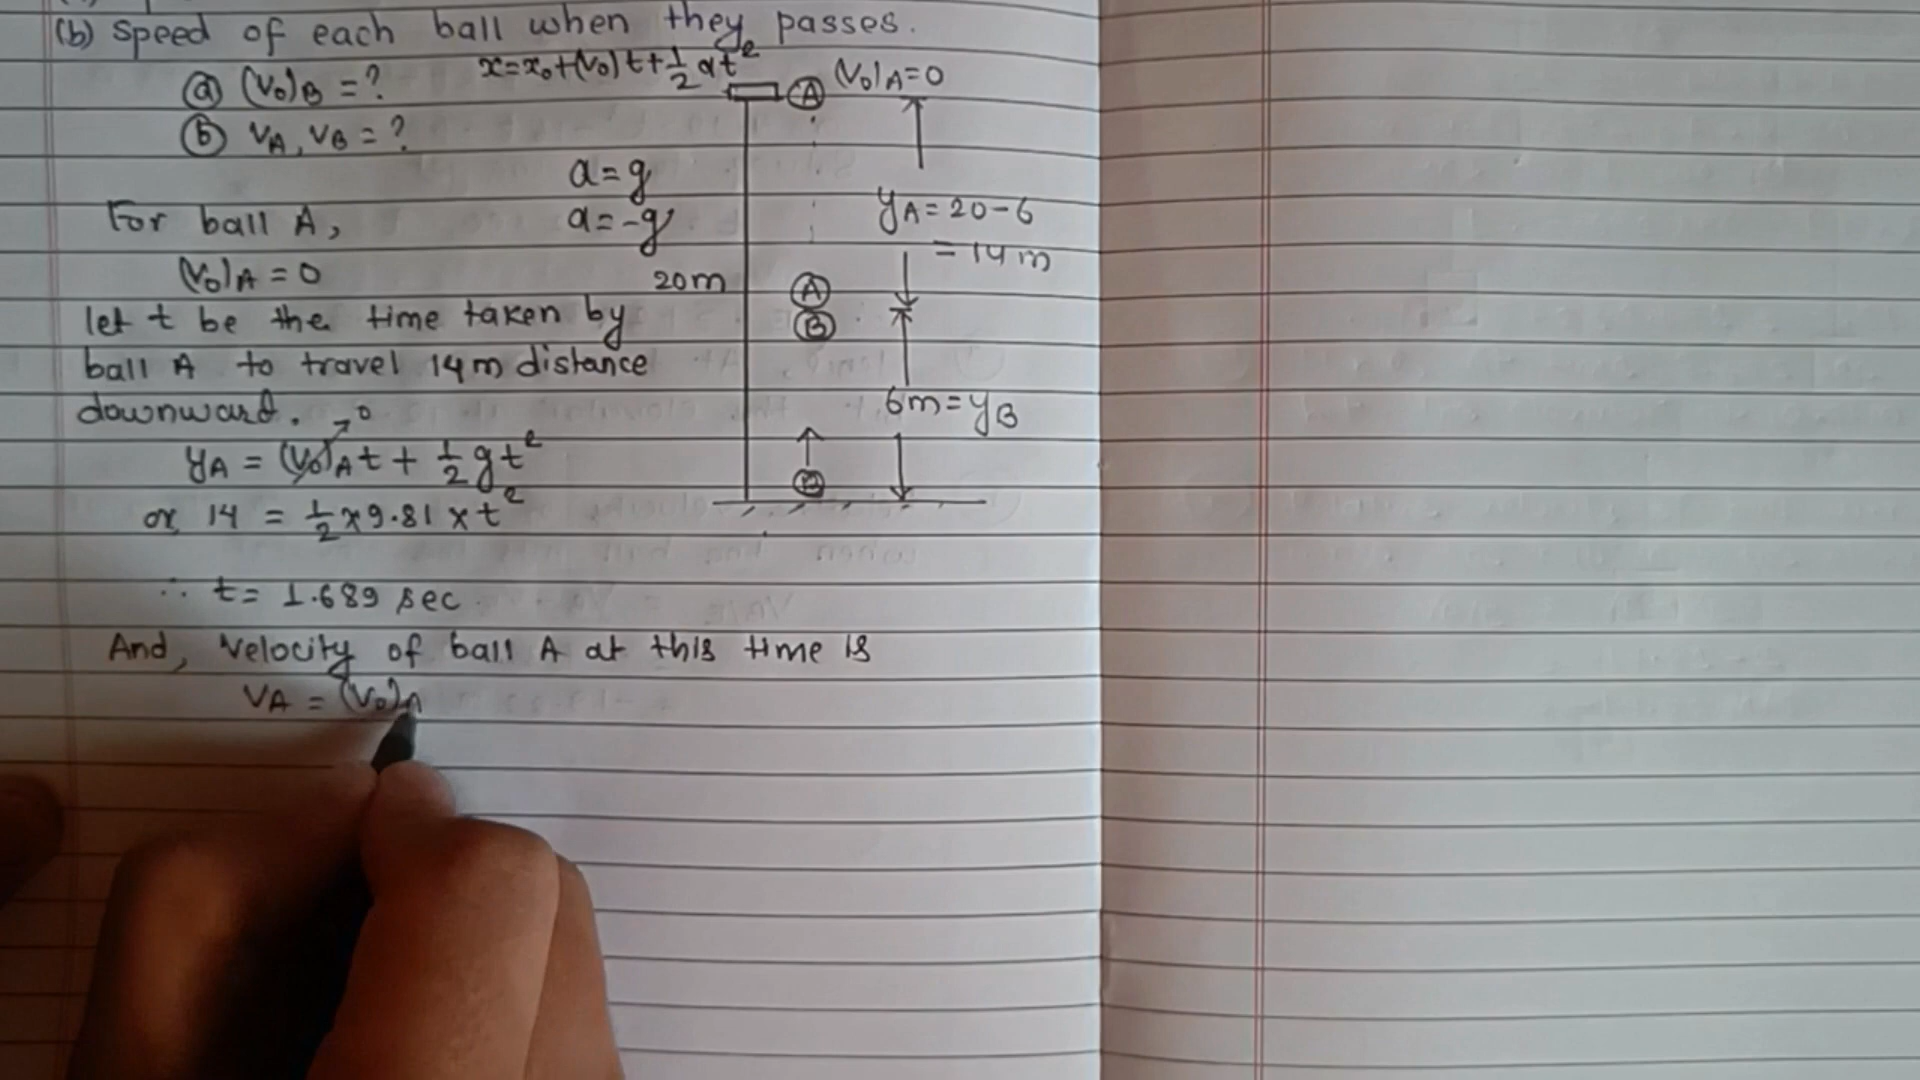 (b) Speed of each ball when they passes.
x=x₀+(v₀)t+½at²
(a) (v₀)B = ?
(b) vA, vB = ?
A (v₀)A=0
a=g
a=-g
yA=20-6
= 14m
For ball A,
(v₀)A = 0
20m
A
B
let t be the time taken by
ball A to travel 14m distance
downward.
6m=yB
B
→0
yA = (v₀)At + ½gt²
or, 14 = ½×9.81×t²
∴ t= 1.689 sec
And, velocity of ball A at this time is
VA = (v₀)A